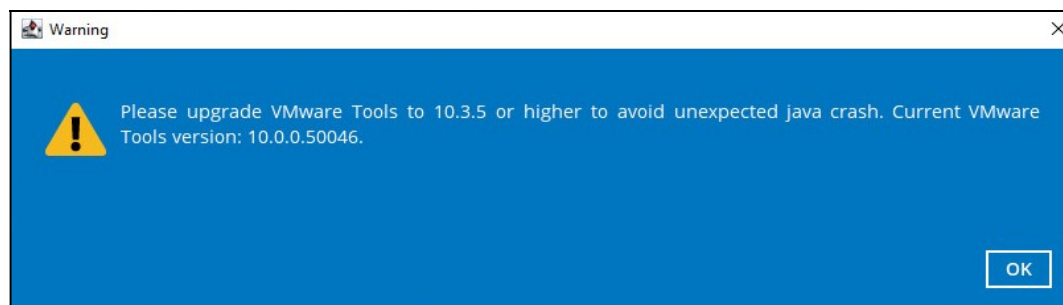 Warning
Please upgrade VMware Tools to 10.3.5 or higher to avoid unexpected java crash. Current VMware
Tools version: 10.0.0.50046.
OK